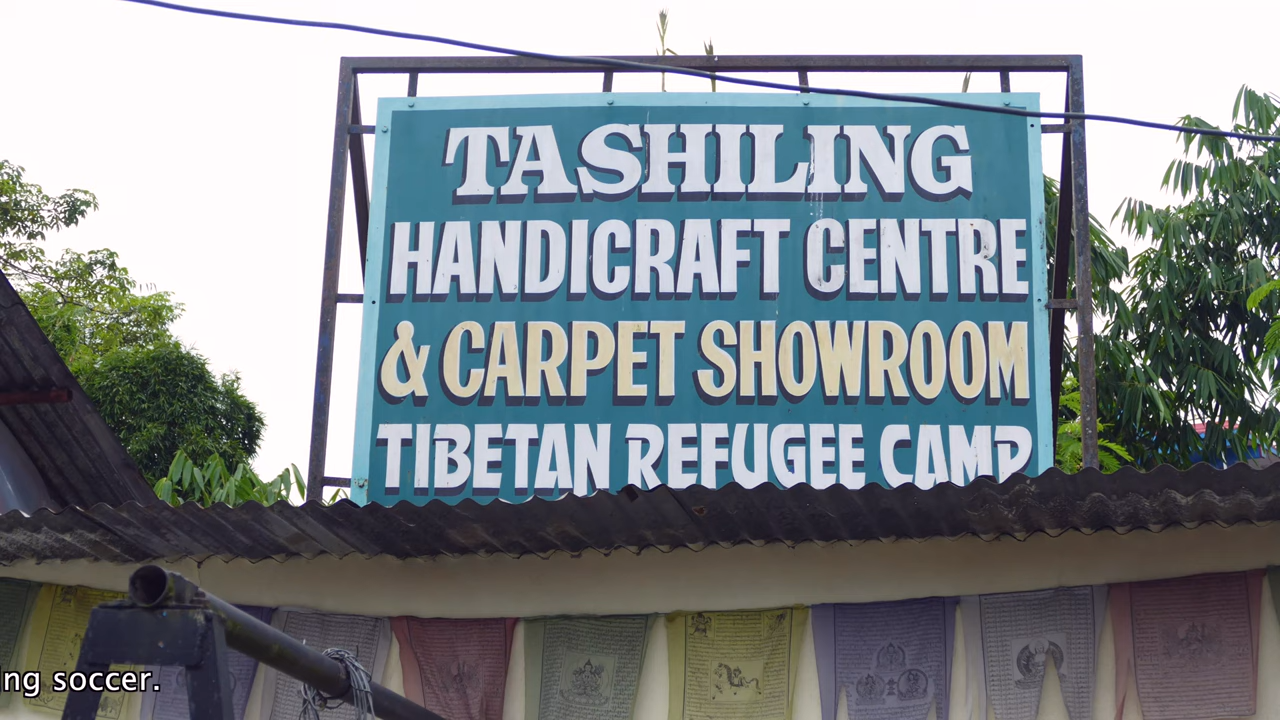 TASHILING
HANDICRAFT CENTRE
& CARPET SHOWROOM
TIBETAN REFUGEE CAMP
ng soccer.